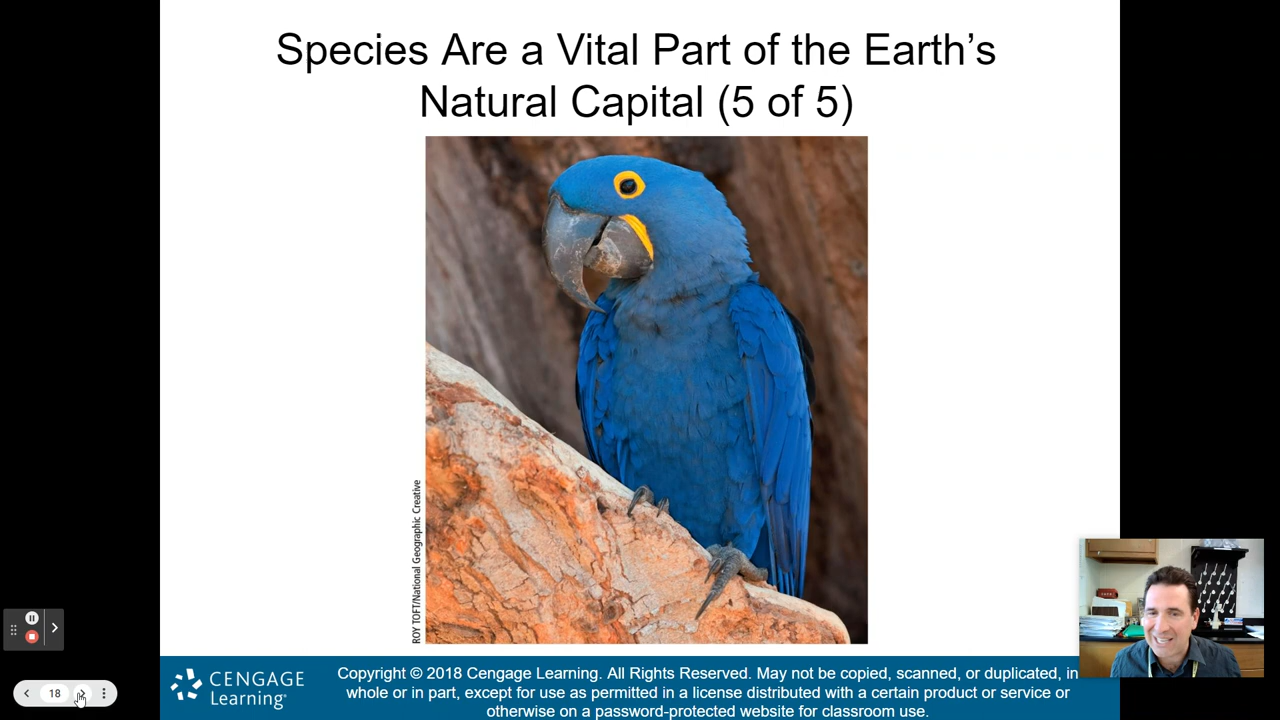 Species Are a Vital Part of the Earth’s
Natural Capital (5 of 5)
ROY TOFT/National Geographic Creative
18
CENGAGE
Learning
Copyright © 2018 Cengage Learning. All Rights Reserved. May not be copied, scanned, or duplicated, in
whole or in part, except for use as permitted in a license distributed with a certain product or service or
otherwise on a password-protected website for classroom use.